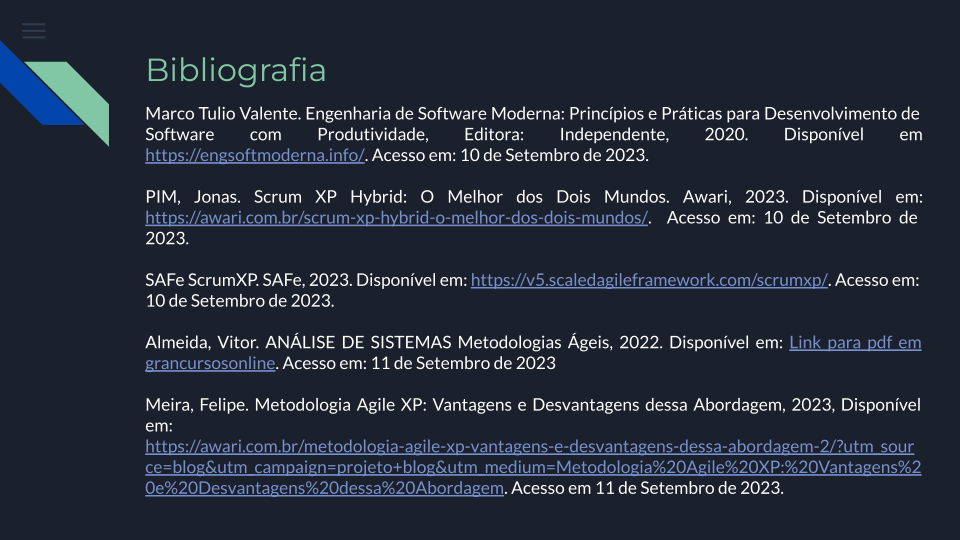 Bibliografia
Marco Tulio Valente. Engenharia de Software Moderna: Princípios e Práticas para Desenvolvimento de
Software com Produtividade, Editora: Independente, 2020. Disponível em
https://engsoftmoderna.info/. Acesso em: 10 de Setembro de 2023.
PIM, Jonas. Scrum XP Hybrid: O Melhor dos Dois Mundos. Awari, 2023. Disponível em:
https://awari.com.br/scrum-xp-hybrid-o-melhor-dos-dois-mundos/. Acesso em: 10 de Setembro de
2023.
SAFe ScrumXP. SAFe, 2023. Disponível em: https://v5.scaledagileframework.com/scrumxp/. Acesso em:
10 de Setembro de 2023.
Almeida, Vitor. ANÁLISE DE SISTEMAS Metodologias Ágeis, 2022. Disponível em: Link para pdf em
grancursosonline. Acesso em: 11 de Setembro de 2023
Meira, Felipe. Metodologia Agile XP: Vantagens e Desvantagens dessa Abordagem, 2023, Disponível
em:
https://awari.com.br/metodologia-agile-xp-vantagens-e-desvantagens-dessa-abordagem-2/?utm_sour
ce=blog&utm_campaign=projeto+blog&utm_medium=Metodologia%20Agile%20XP:%20Vantagens%2
0e%20Desvantagens%20dessa%20Abordagem. Acesso em 11 de Setembro de 2023.